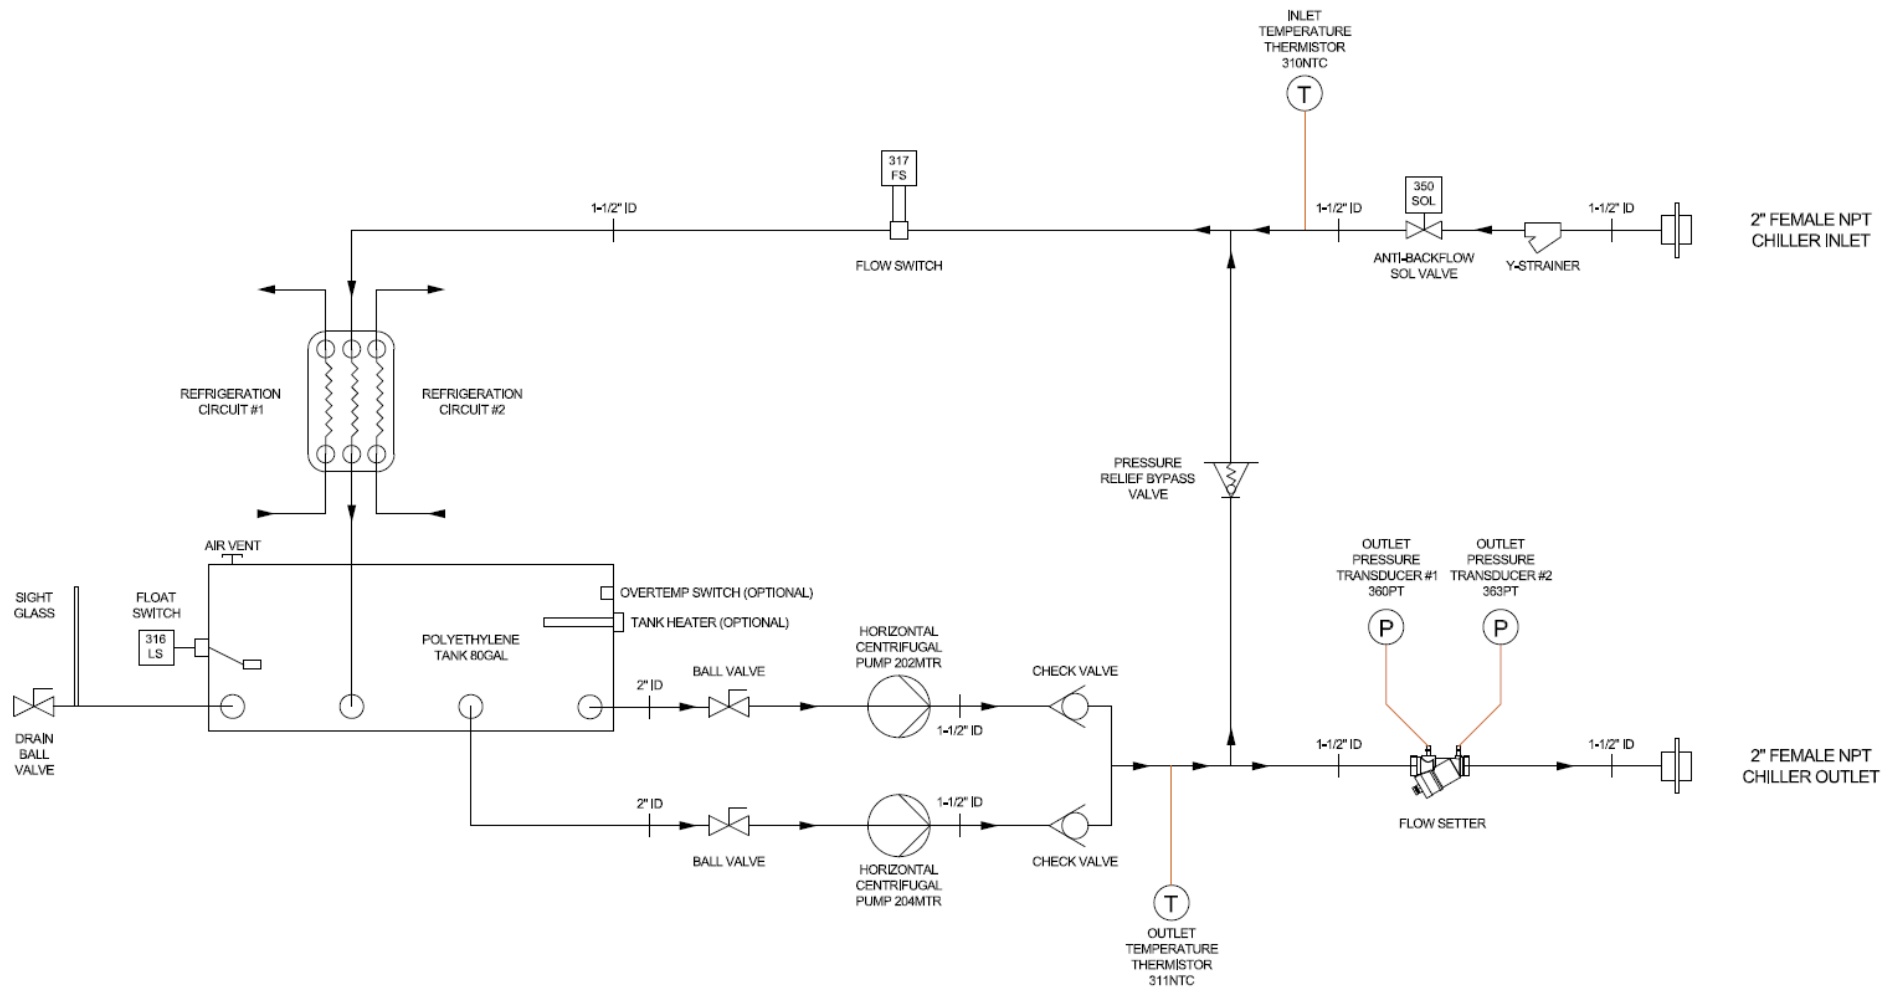 INLET
TEMPERATURE
THERMISTOR
310NTC
T
317
FS
350
SOL
1-1/2" ID
1-1/2" ID
1-1/2" ID
2" FEMALE NPT
CHILLER INLET
FLOW SWITCH
ANTI-BACKFLOW
SOL VALVE
Y-STRAINER
REFRIGERATION
CIRCUIT #1
REFRIGERATION
CIRCUIT #2
PRESSURE
RELIEF BYPASS
VALVE
AIR VENT
OUTLET
PRESSURE
TRANSDUCER #1
360PT
OUTLET
PRESSURE
TRANSDUCER #2
363PT
SIGHT
GLASS
FLOAT
SWITCH
316
LS
OVERTEMP SWITCH (OPTIONAL)
TANK HEATER (OPTIONAL)
POLYETHYLENE
TANK 80GAL
HORIZONTAL
CENTRIFUGAL
PUMP 202MTR
P
P
BALL VALVE
CHECK VALVE
2" ID
1-1/2" ID
DRAIN
BALL
VALVE
1-1/2" ID
1-1/2" ID
2" FEMALE NPT
CHILLER OUTLET
2" ID
1-1/2" ID
FLOW SETTER
BALL VALVE
CHECK VALVE
HORIZONTAL
CENTRIFUGAL
PUMP 204MTR
T
OUTLET
TEMPERATURE
THERMISTOR
311NTC